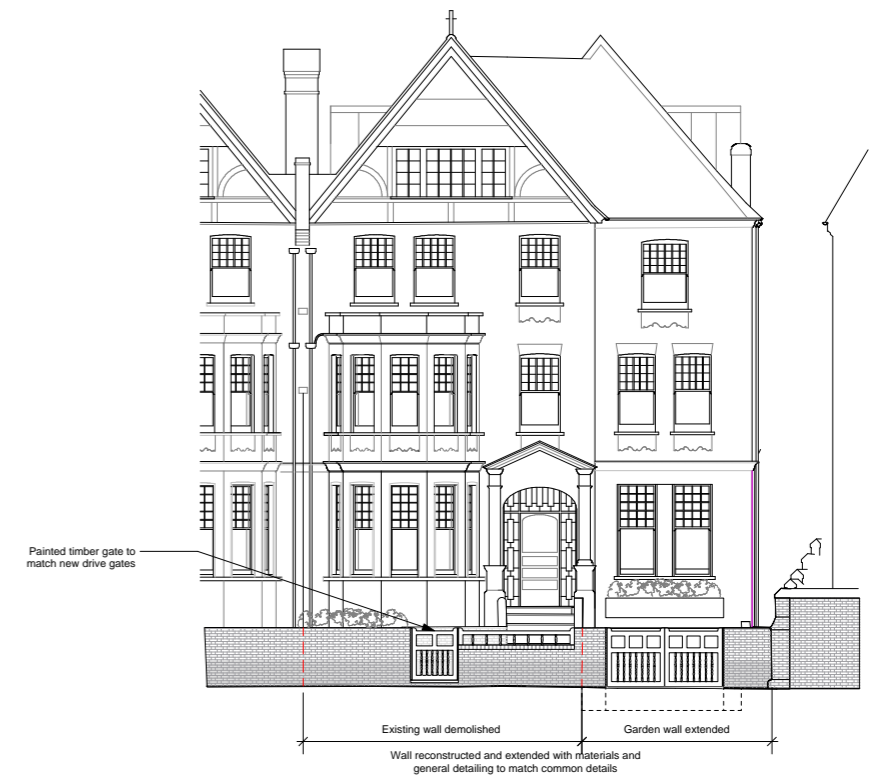 Painted timber gate to
match new drive gates
Existing wall demolished
Garden wall extended
Wall reconstructed and extended with materials and
general detailing to match common details